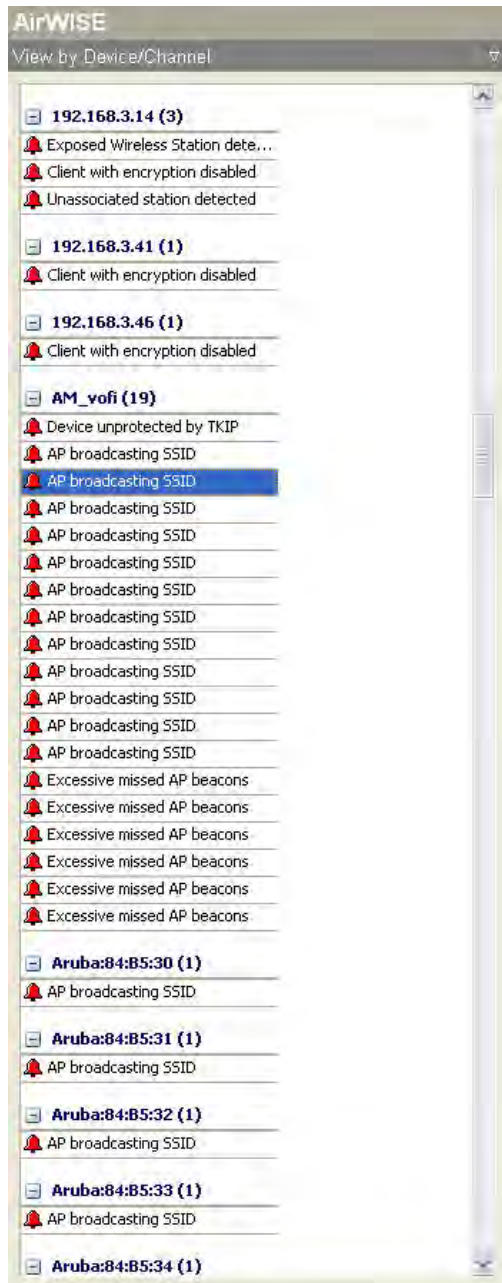 AirWISE
View by Device/Channel
192.168.3.14 (3)
Exposed Wireless Station dete...
Client with encryption disabled
Unassociated station detected
192.168.3.41 (1)
Client with encryption disabled
192.168.3.46 (1)
Client with encryption disabled
AM_vofi (19)
Device unprotected by TKIP
AP broadcasting SSID
AP broadcasting SSID
AP broadcasting SSID
AP broadcasting SSID
AP broadcasting SSID
AP broadcasting SSID
AP broadcasting SSID
AP broadcasting SSID
AP broadcasting SSID
AP broadcasting SSID
AP broadcasting SSID
AP broadcasting SSID
Excessive missed AP beacons
Excessive missed AP beacons
Excessive missed AP beacons
Excessive missed AP beacons
Excessive missed AP beacons
Excessive missed AP beacons
Aruba:84:B5:30 (1)
AP broadcasting SSID
Aruba:84:B5:31 (1)
AP broadcasting SSID
Aruba:84:B5:32 (1)
AP broadcasting SSID
Aruba:84:B5:33 (1)
AP broadcasting SSID
Aruba:84:B5:34 (1)